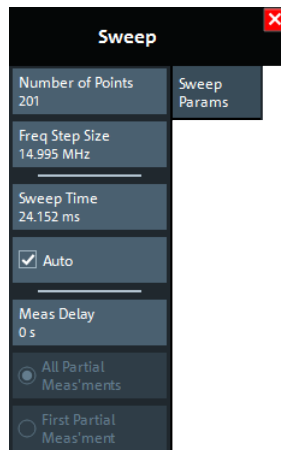 Sweep
Number of Points
201
Sweep
Params
Freq Step Size
14.995 MHz
Sweep Time
24.152 ms
Auto
Meas Delay
0 s
All Partial
Meas'ments
First Partial
Meas'ment